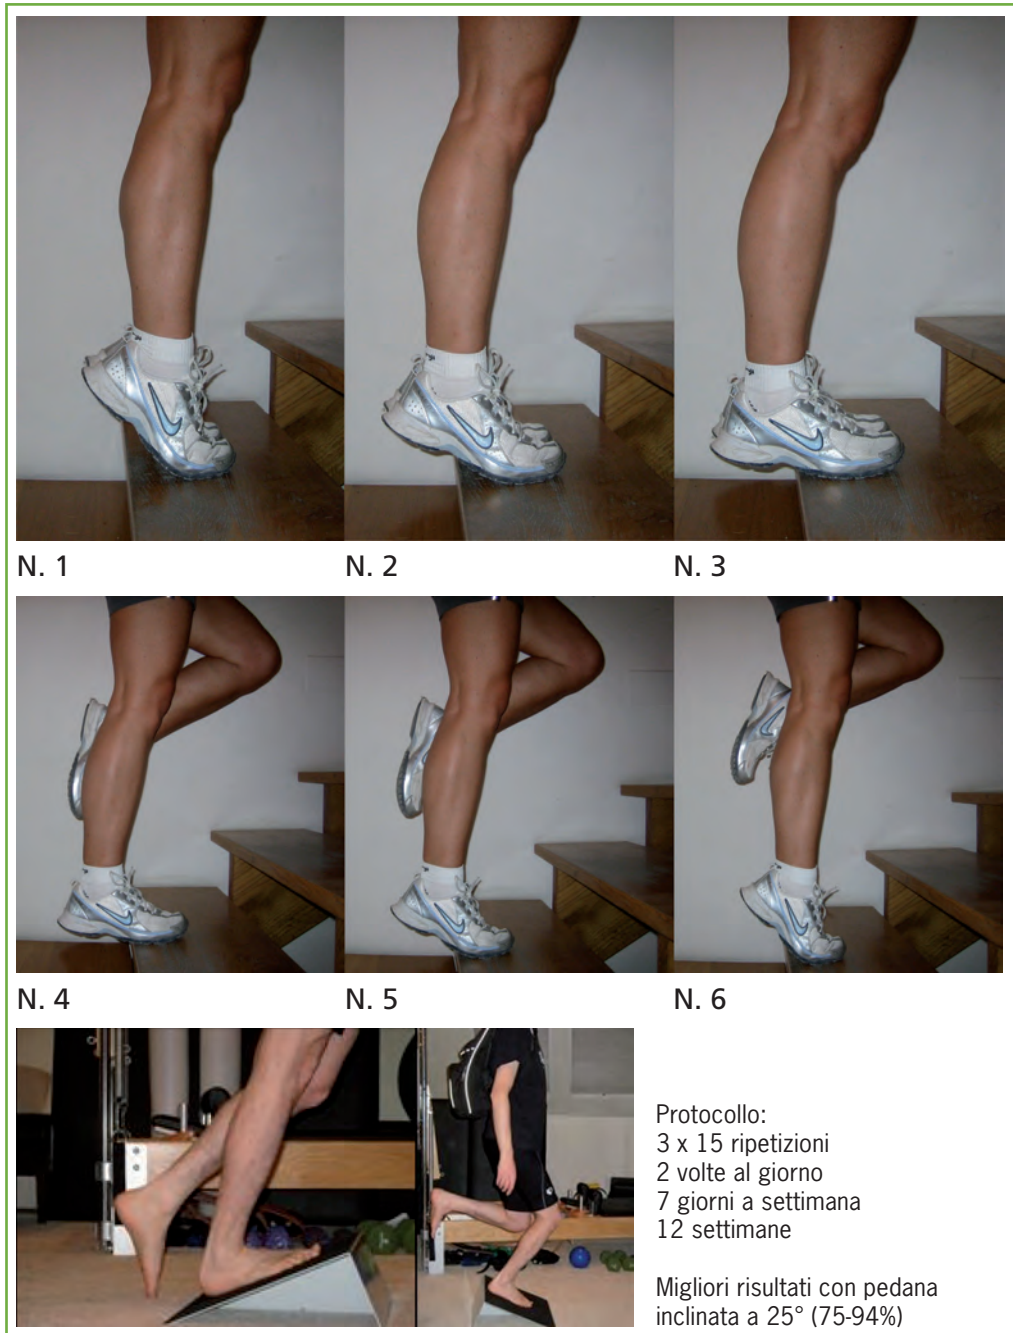 N. 1
N. 2
N. 3
N. 4
N. 5
N. 6
Protocollo:
3 x 15 ripetizioni
2 volte al giorno
7 giorni a settimana
12 settimane
Migliori risultati con pedana
inclinata a 25° (75-94%)